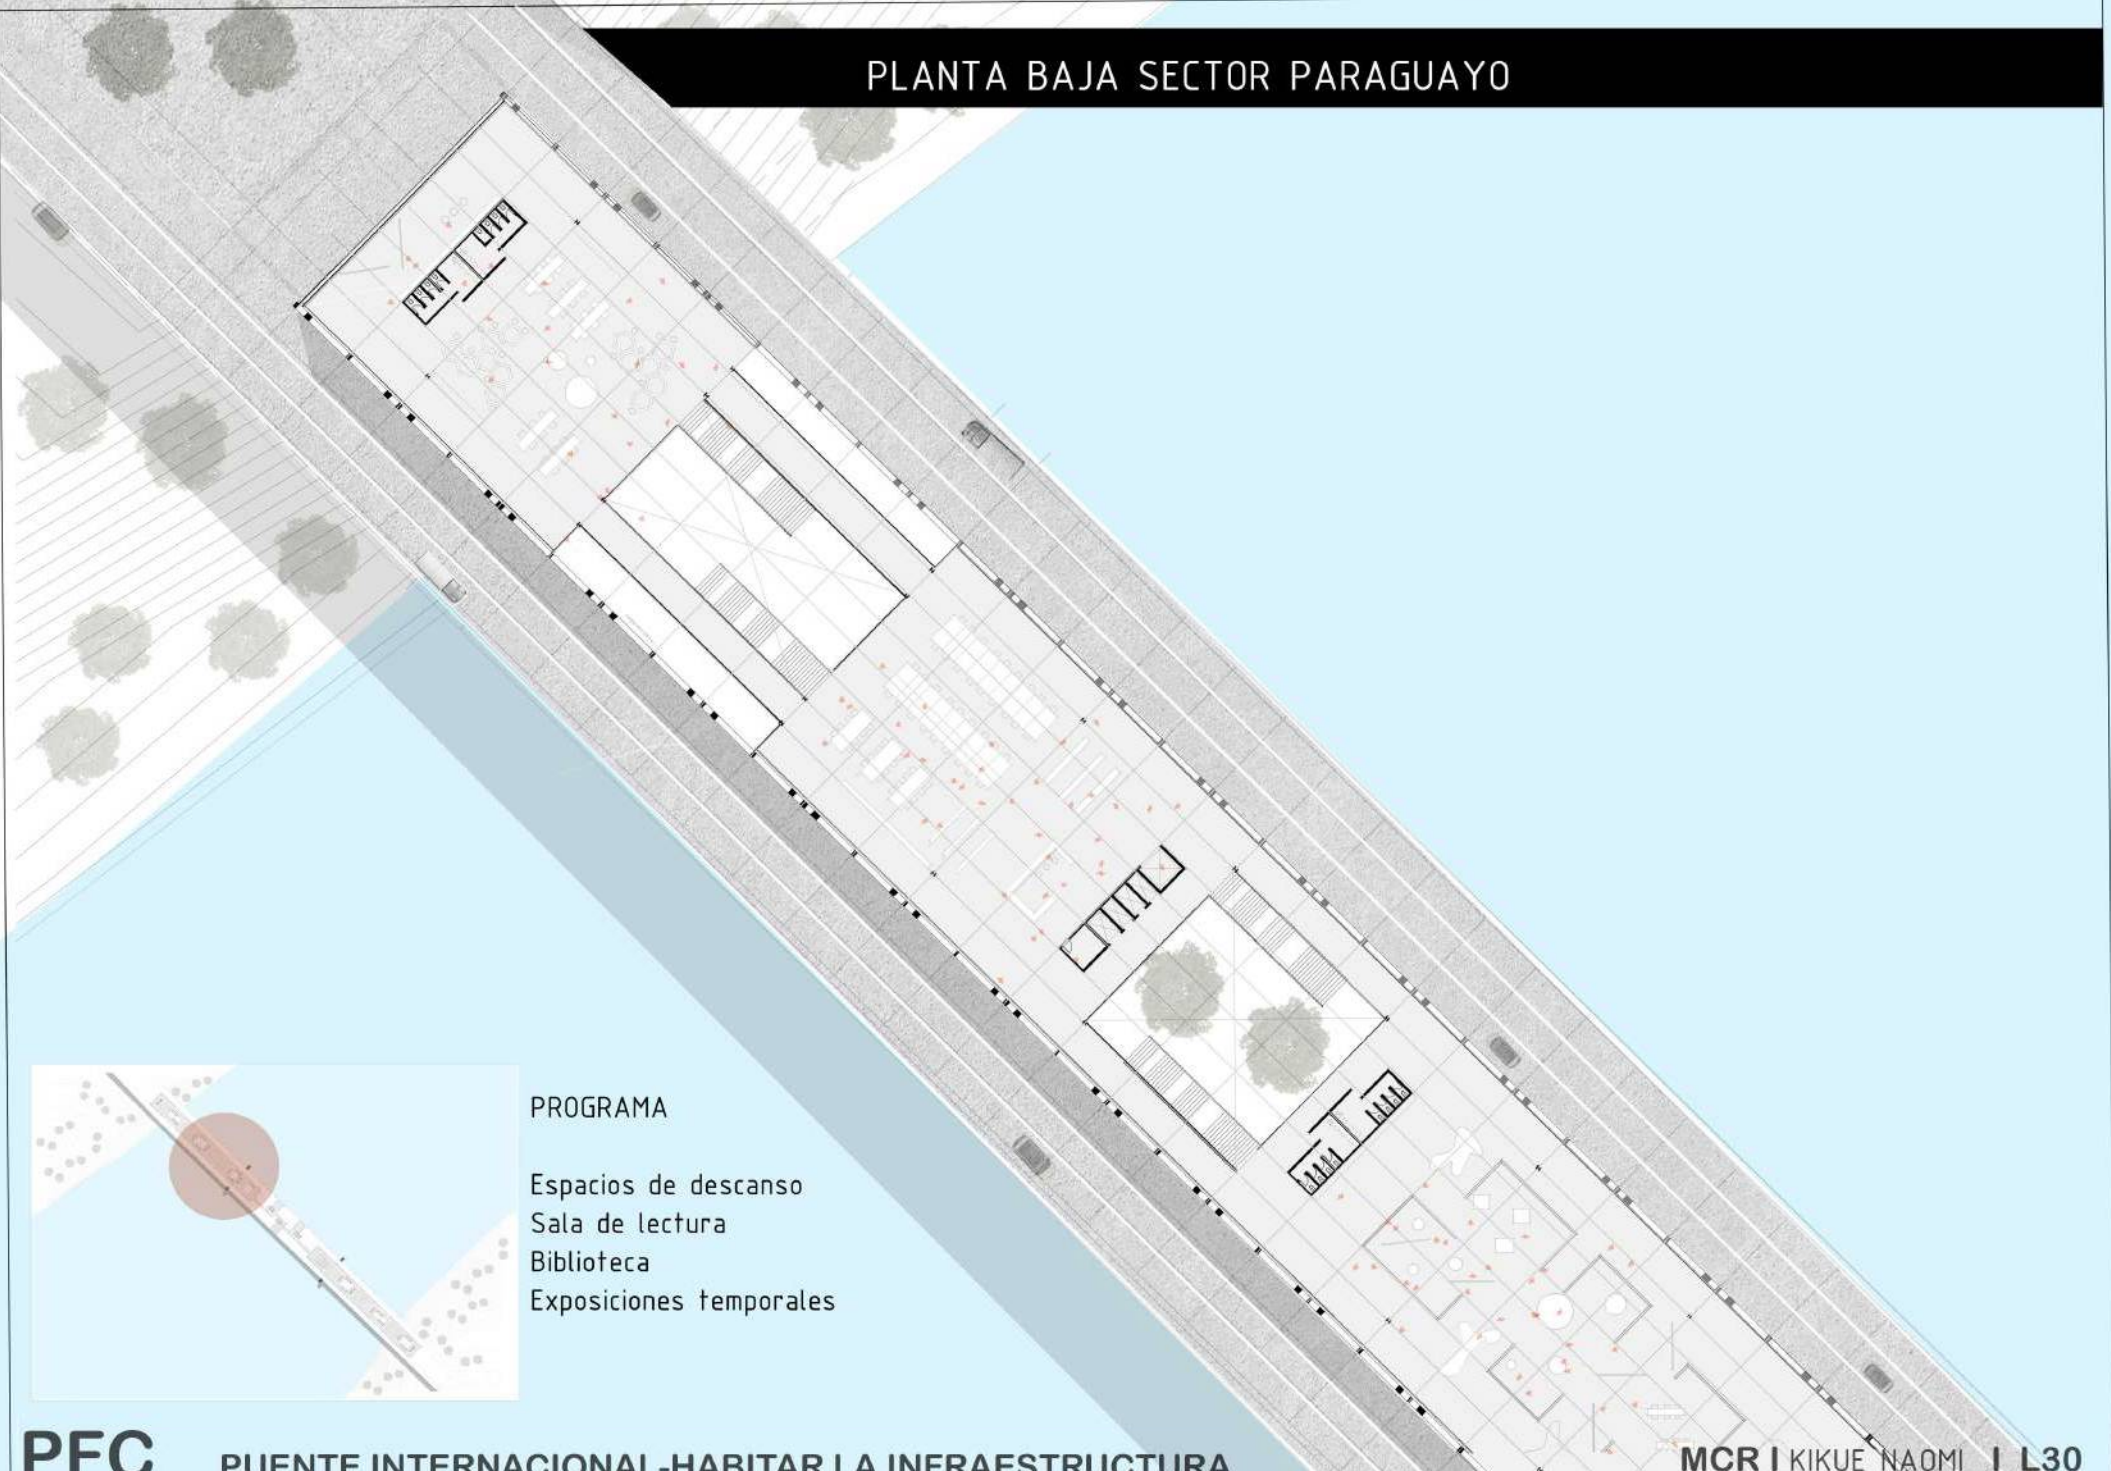 PLANTA BAJA SECTOR PARAGUAYO
PROGRAMA
Espacios de descanso
Sala de lectura
Biblioteca
Exposiciones temporales
PFC PUENTE INTERNACIONAL-HABITAR LA INFRAESTRUCTURA MCR I KIKUE NAOMI I L30